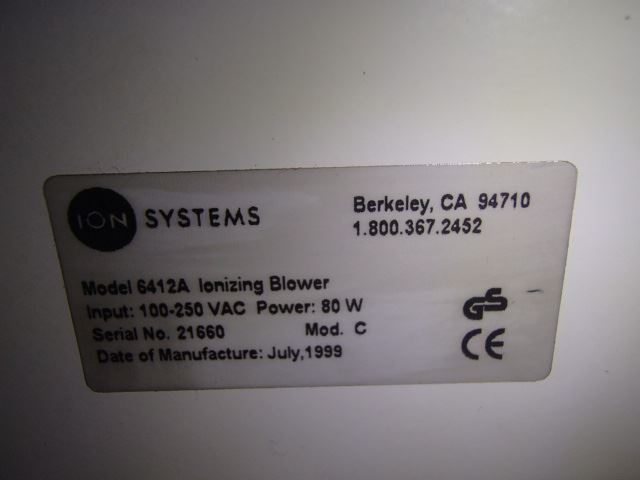 ION SYSTEMS
Berkeley, CA 94710
1.800.367.2452
Model 6412A Ionizing Blower
Input: 100-250 VAC Power: 80 W
Serial No. 21660 Mod. C
Date of Manufacture: July,1999
GS
CE